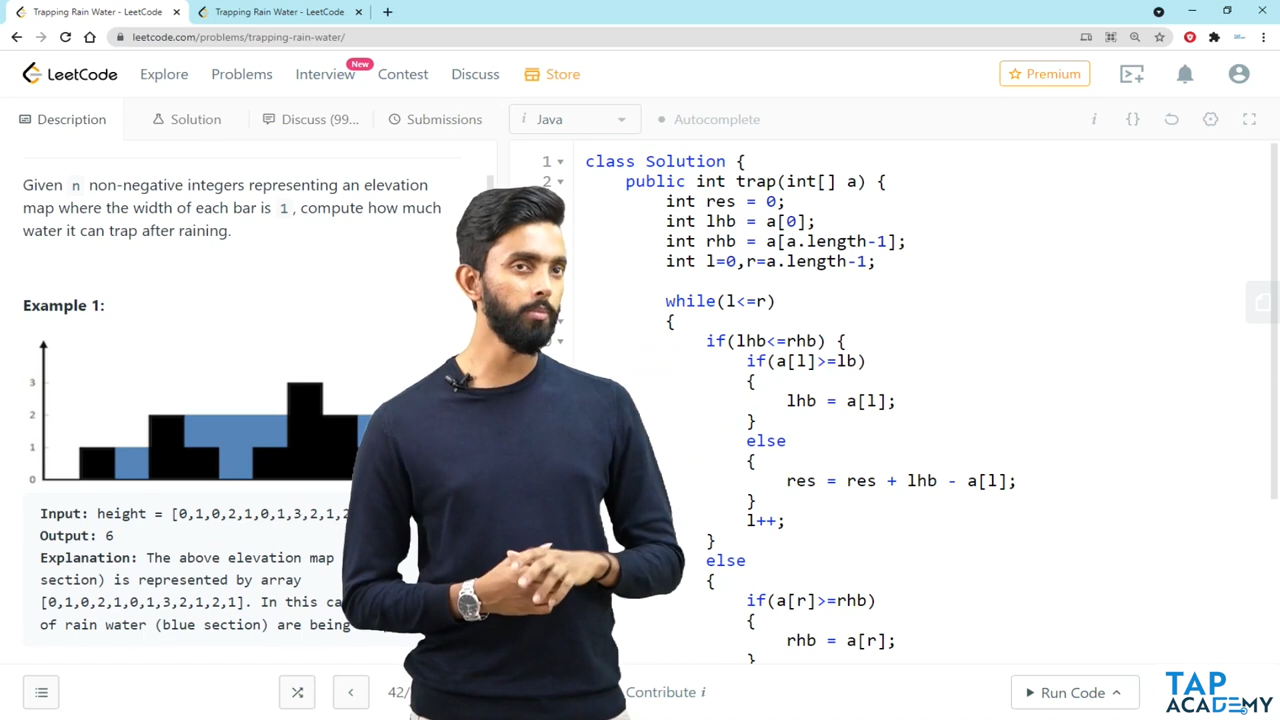 Trapping Rain Water - LeetCode
Trapping Rain Water - LeetCode
leetcode.com/problems/trapping-rain-water/
LeetCode
Explore
Problems
Interview
New
Contest
Discuss
Store
Premium
Description
Solution
Discuss (99...
Submissions
i Java
Autocomplete
i
{}
Given n non-negative integers representing an elevation
map where the width of each bar is 1, compute how much
water it can trap after raining.
Example 1:
3
2
1
0
Input: height = [0,1,0,2,1,0,1,3,2,1,2
Output: 6
Explanation: The above elevation map
section) is represented by array
[0,1,0,2,1,0,1,3,2,1,2,1]. In this ca
of rain water (blue section) are being
1
2
class Solution {
public int trap(int[] a) {
int res = 0;
int lhb = a[0];
int rhb = a[a.length-1];
int l=0,r=a.length-1;
while(l<=r)
{
if(lhb<=rhb) {
if(a[l]>=lb)
{
lhb = a[l];
}
else
{
res = res + lhb - a[l];
}
l++;
}
else
{
if(a[r]>=rhb)
{
rhb = a[r];
}
42/
Contribute i
Run Code
TAP
ACADEMY